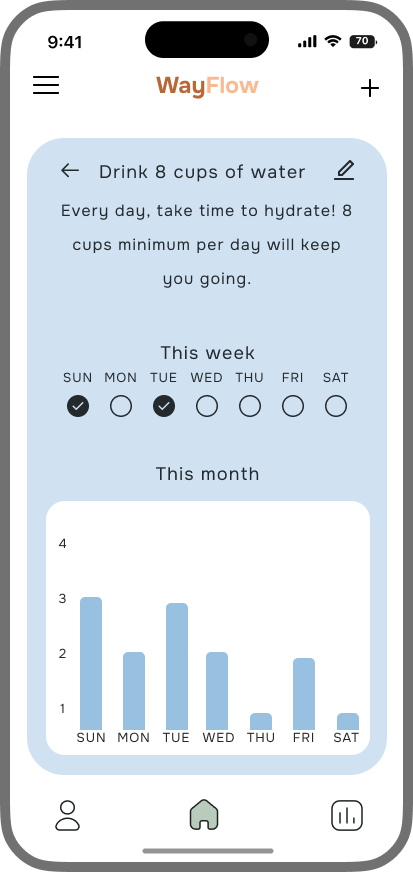 9:41
70
WayFlow
Drink 8 cups of water
Every day, take time to hydrate! 8
cups minimum per day will keep
you going.
This week
SUN MON TUE WED THU FRI SAT
This month
4
3
2
1
SUN MON TUE WED THU FRI SAT